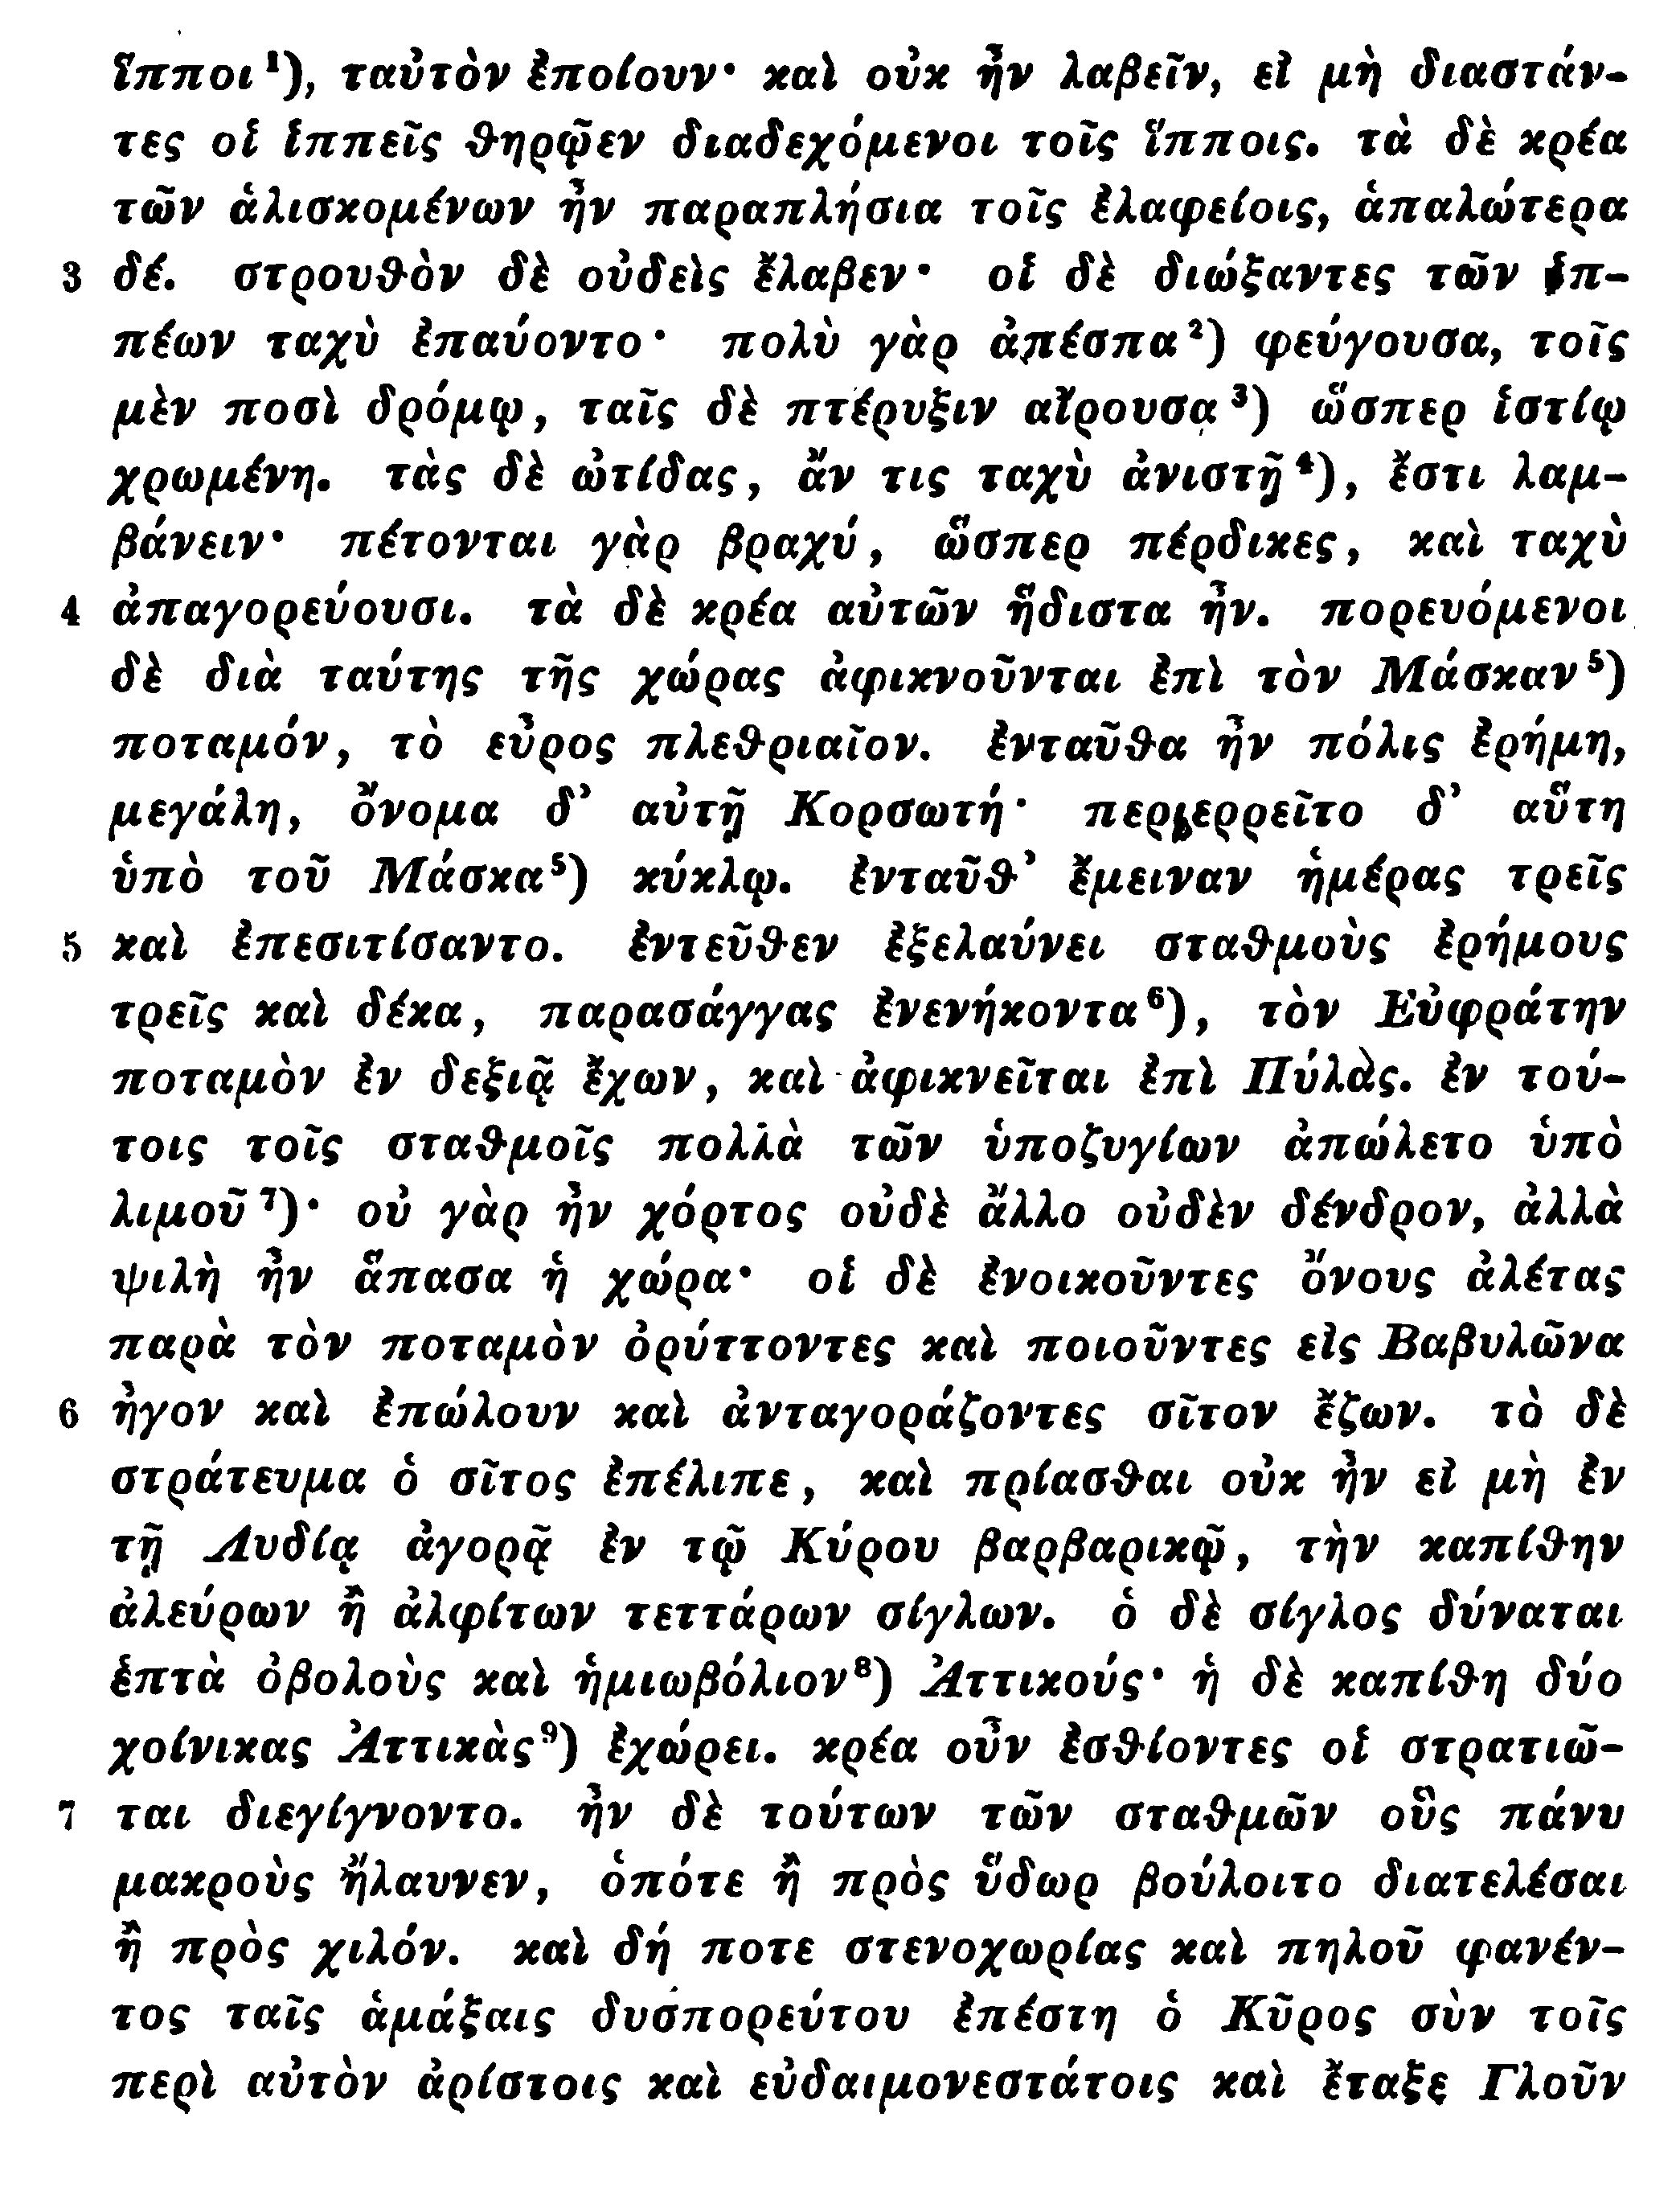 ἵπποι¹), ταὐτὸν ἐποίουν· καὶ οὐκ ἦν λαβεῖν, εἰ μὴ διαστάν-
τες οἱ ἱππεῖς θηρῷεν διαδεχόμενοι τοῖς ἵπποις. τὰ δὲ κρέα
τῶν ἁλισκομένων ἦν παραπλήσια τοῖς ἐλαφείοις, ἁπαλώτερα
3 δέ. στρουθὸν δὲ οὐδεὶς ἔλαβεν· οἱ δὲ διώξαντες τῶν ἱπ-
πέων ταχὺ ἐπαύοντο· πολὺ γὰρ ἀπέσπα²) φεύγουσα, τοῖς
μὲν ποσὶ δρόμῳ, ταῖς δὲ πτέρυξιν αἴρουσα³) ὥσπερ ἱστίῳ
χρωμένη. τὰς δὲ ὠτίδας, ἄν τις ταχὺ ἀνιστῇ⁴), ἔστι λαμ-
βάνειν· πέτονται γὰρ βραχύ, ὥσπερ πέρδικες, καὶ ταχὺ
4 ἀπαγορεύουσι. τὰ δὲ κρέα αὐτῶν ἥδιστα ἦν. πορευόμενοι
δὲ διὰ ταύτης τῆς χώρας ἀφικνοῦνται ἐπὶ τὸν Μάσκαν⁵)
ποταμόν, τὸ εὖρος πλεθριαῖον. ἐνταῦθα ἦν πόλις ἐρήμη,
μεγάλη, ὄνομα δ’ αὐτῇ Κορσωτή· περιερρεῖτο δ’ αὕτη
ὑπὸ τοῦ Μάσκα⁵) κύκλῳ. ἐνταῦθ’ ἔμειναν ἡμέρας τρεῖς
5 καὶ ἐπεσιτίσαντο. ἐντεῦθεν ἐξελαύνει σταθμοὺς ἐρήμους
τρεῖς καὶ δέκα, παρασάγγας ἐνενήκοντα⁶), τὸν Εὐφράτην
ποταμὸν ἐν δεξιᾷ ἔχων, καὶ ἀφικνεῖται ἐπὶ Πύλας. ἐν τού-
τοις τοῖς σταθμοῖς πολλὰ τῶν ὑποζυγίων ἀπώλετο ὑπὸ
λιμοῦ⁷)· οὐ γὰρ ἦν χόρτος οὐδὲ ἄλλο οὐδὲν δένδρον, ἀλλὰ
ψιλὴ ἦν ἅπασα ἡ χώρα· οἱ δὲ ἐνοικοῦντες ὄνους ἀλέτας
παρὰ τὸν ποταμὸν ὀρύττοντες καὶ ποιοῦντες εἰς Βαβυλῶνα
6 ἦγον καὶ ἐπώλουν καὶ ἀνταγοράζοντες σῖτον ἔζων. τὸ δὲ
στράτευμα ὁ σῖτος ἐπέλιπε, καὶ πρίασθαι οὐκ ἦν εἰ μὴ ἐν
τῇ Λυδίᾳ ἀγορᾷ ἐν τῷ Κύρου βαρβαρικῷ, τὴν καπίθην
ἀλεύρων ἢ ἀλφίτων τεττάρων σίγλων. ὁ δὲ σίγλος δύναται
ἑπτὰ ὀβολοὺς καὶ ἡμιωβόλιον⁸) Ἀττικούς· ἡ δὲ καπίθη δύο
χοίνικας Ἀττικὰς⁹) ἐχώρει. κρέα οὖν ἐσθίοντες οἱ στρατιῶ-
7 ται διεγίγνοντο. ἦν δὲ τούτων τῶν σταθμῶν οὓς πάνυ
μακροὺς ἤλαυνεν, ὁπότε ἢ πρὸς ὕδωρ βούλοιτο διατελέσαι
ἢ πρὸς χιλόν. καὶ δή ποτε στενοχωρίας καὶ πηλοῦ φανέν-
τος ταῖς ἁμάξαις δυσπορεύτου ἐπέστη ὁ Κῦρος σὺν τοῖς
περὶ αὐτὸν ἀρίστοις καὶ εὐδαιμονεστάτοις καὶ ἔταξε Γλοῦν